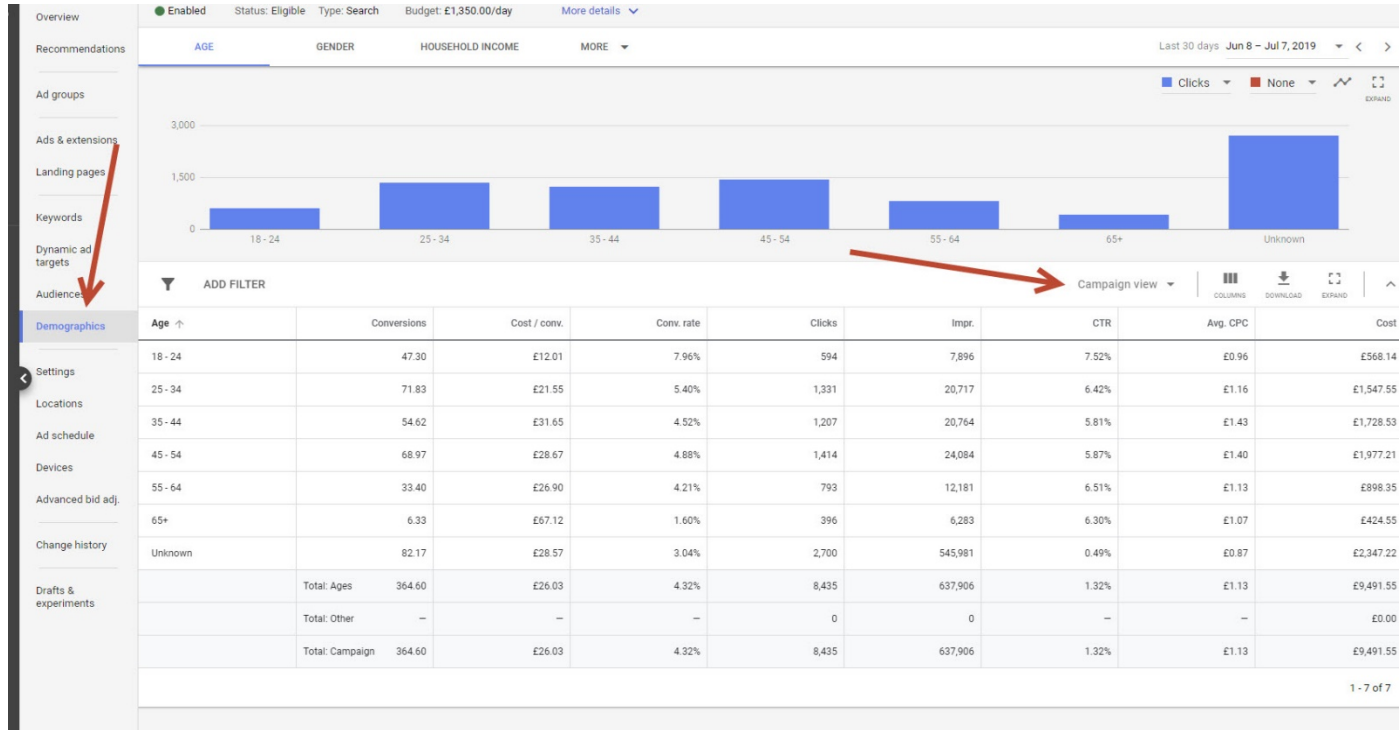 Enabled Status: Eligible Type: Search Budget: £1,350.00/day More details
Overview
Recommendations
Ad groups
Ads & extensions
Landing pages
Keywords
Dynamic ad
targets
Audiences
Demographics
Settings
Locations
Ad schedule
Devices
Advanced bid adj.
Change history
Drafts &
experiments
AGE GENDER HOUSEHOLD INCOME MORE Last 30 days Jun 8 – Jul 7, 2019
Clicks None
EXPAND
3,000
1,500
0
18 - 24 25 - 34 35 - 44 45 - 54 55 - 64 65+ Unknown
ADD FILTER Campaign view
COLUMNS DOWNLOAD EXPAND
Age Conversions Cost / conv. Conv. rate Clicks Impr. CTR Avg. CPC Cost
18 - 24 47.30 £12.01 7.96% 594 7,896 7.52% £0.96 £568.14
25 - 34 71.83 £21.55 5.40% 1,331 20,717 6.42% £1.16 £1,547.55
35 - 44 54.62 £31.65 4.52% 1,207 20,764 5.81% £1.43 £1,728.53
45 - 54 68.97 £28.67 4.88% 1,414 24,084 5.87% £1.40 £1,977.21
55 - 64 33.40 £26.90 4.21% 793 12,181 6.51% £1.13 £898.35
65+ 6.33 £67.12 1.60% 396 6,283 6.30% £1.07 £424.55
Unknown 82.17 £28.57 3.04% 2,700 545,981 0.49% £0.87 £2,347.22
Total: Ages 364.60 £26.03 4.32% 8,435 637,906 1.32% £1.13 £9,491.55
Total: Other – – – 0 0 – – £0.00
Total: Campaign 364.60 £26.03 4.32% 8,435 637,906 1.32% £1.13 £9,491.55
1 - 7 of 7